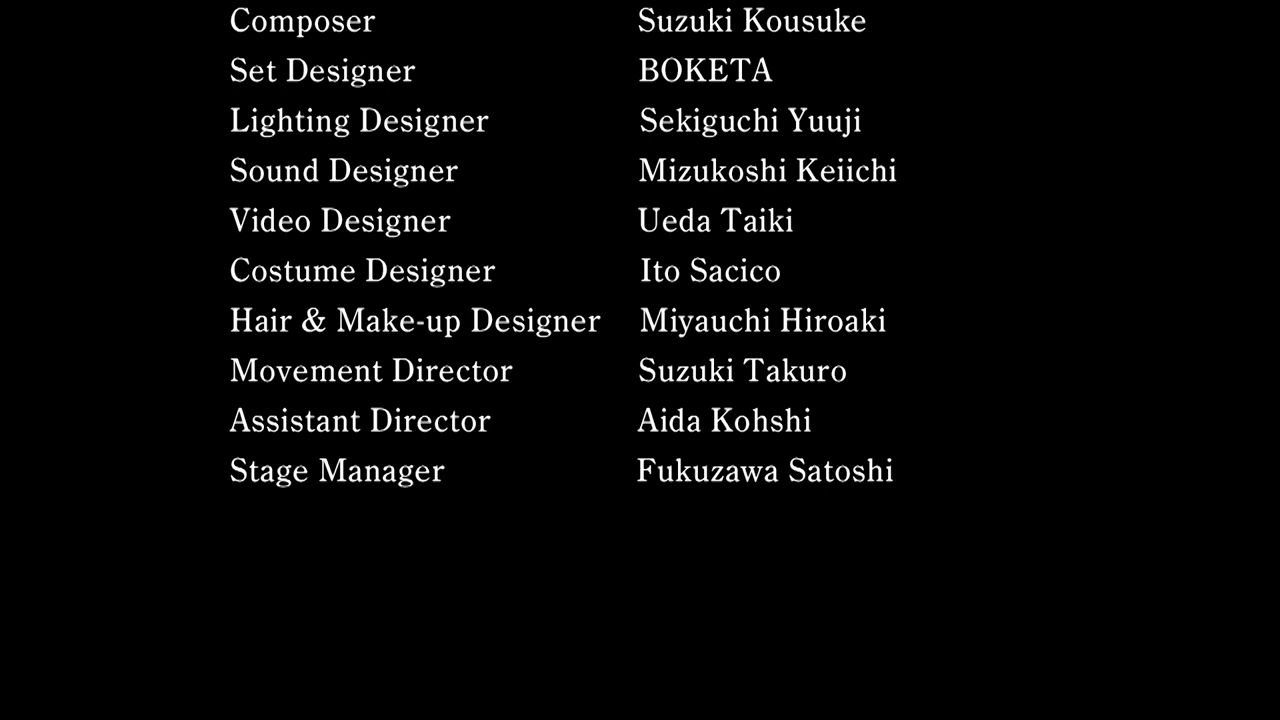 Composer Suzuki Kousuke
Set Designer BOKETA
Lighting Designer Sekiguchi Yuuji
Sound Designer Mizukoshi Keiichi
Video Designer Ueda Taiki
Costume Designer Ito Sacico
Hair & Make-up Designer Miyauchi Hiroaki
Movement Director Suzuki Takuro
Assistant Director Aida Kohshi
Stage Manager Fukuzawa Satoshi